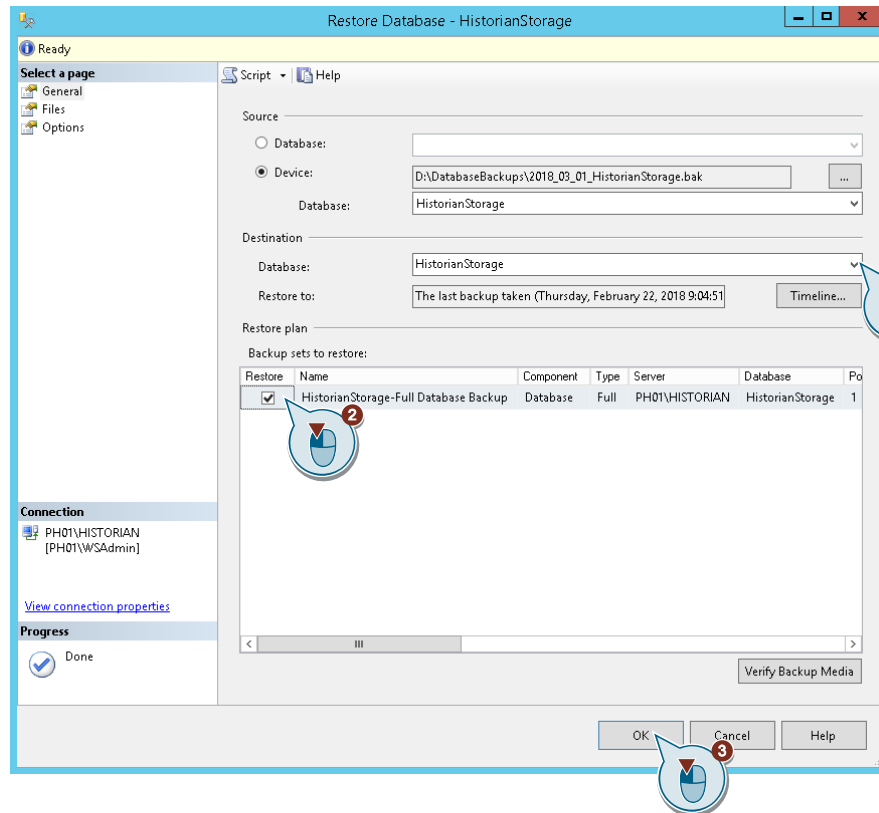 Restore Database - HistorianStorage
Ready
Select a page
General
Files
Options
Script
Help
Source
Database:
Device:
D:\DatabaseBackups\2018_03_01_HistorianStorage.bak
...
Database:
HistorianStorage
Destination
Database:
HistorianStorage
Restore to:
The last backup taken (Thursday, February 22, 2018 9:04:51
Timeline...
Restore plan
Backup sets to restore:
Restore Name Component Type Server Database Po
HistorianStorage-Full Database Backup Database Full PH01\HISTORIAN HistorianStorage 1
2
Connection
PH01\HISTORIAN
[PH01\WSAdmin]
View connection properties
Progress
Done
Verify Backup Media
OK
Cancel
Help
3